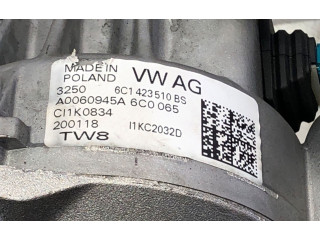 MADE IN
POLAND VW AG
3250 6C1 423 510 BS
A0060945A 6C0 065
CI1K0834
200118 I1KC2032D
TW8